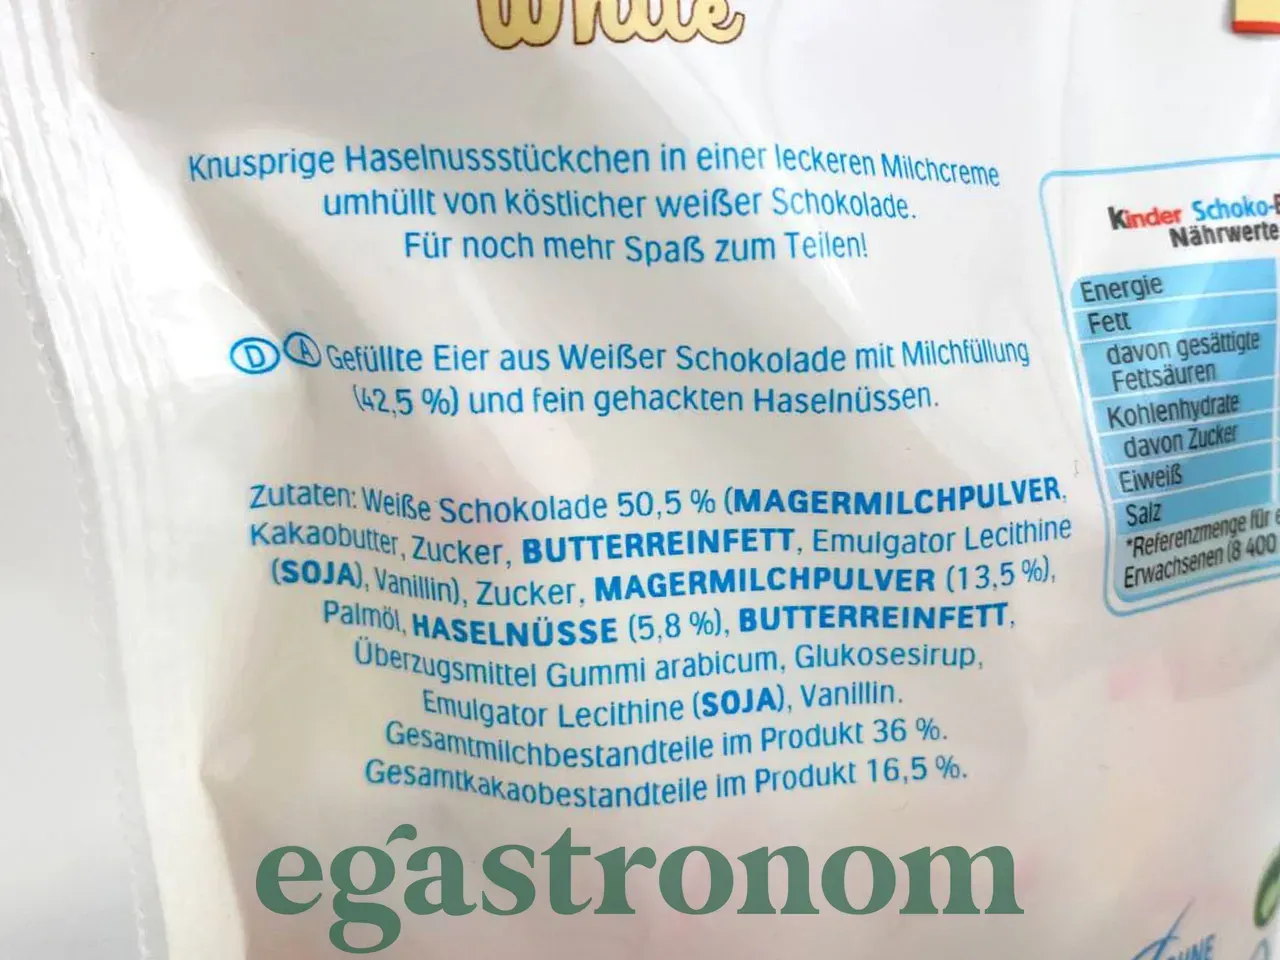 White
Knusprige Haselnussstückchen in einer leckeren Milchcreme
umhüllt von köstlicher weißer Schokolade.
Für noch mehr Spaß zum Teilen!
D A Gefüllte Eier aus Weißer Schokolade mit Milchfüllung
(42,5 %) und fein gehackten Haselnüssen.
Zutaten: Weiße Schokolade 50,5 % (MAGERMILCHPULVER,
Kakaobutter, Zucker, BUTTERREINFETT, Emulgator Lecithine
(SOJA), Vanillin), Zucker, MAGERMILCHPULVER (13,5 %),
Palmöl, HASELNÜSSE (5,8 %), BUTTERREINFETT,
Überzugsmittel Gummi arabicum, Glukosesirup,
Emulgator Lecithine (SOJA), Vanillin.
Gesamtmilchbestandteile im Produkt 36 %.
Gesamtkakaobestandteile im Produkt 16,5 %.
Kinder Schoko-
Nährwerte
Energie
Fett
davon gesättigte
Fettsäuren
Kohlenhydrate
davon Zucker
Eiweiß
Salz
*Referenzmenge für
Erwachsenen (8 400
egastronom